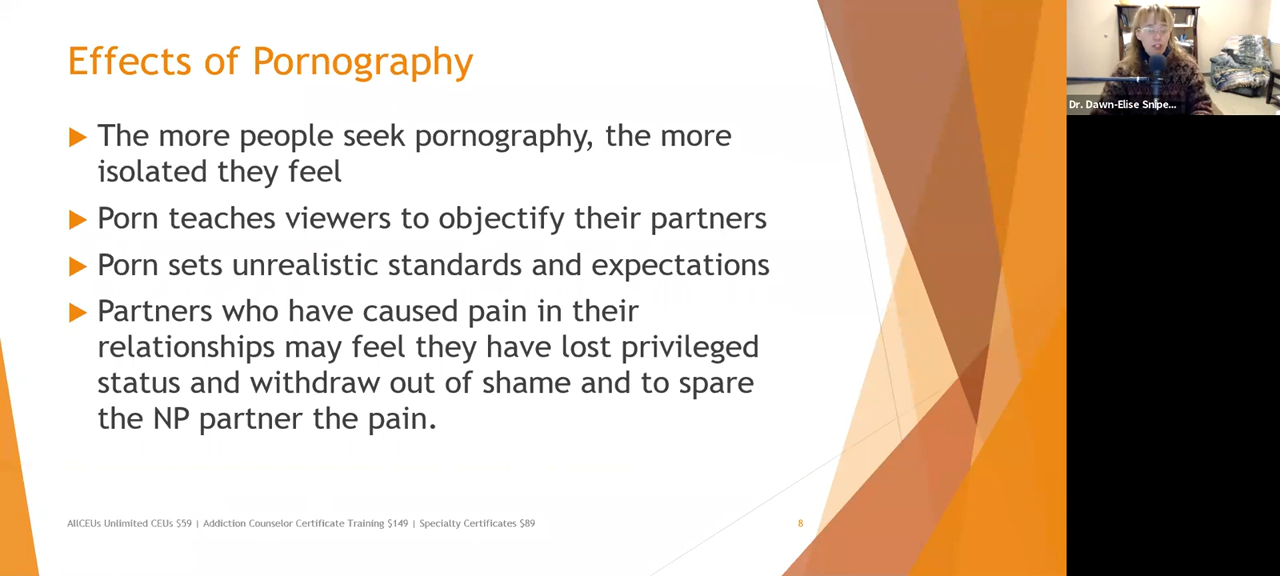 Effects of Pornography
The more people seek pornography, the more
isolated they feel
Porn teaches viewers to objectify their partners
Porn sets unrealistic standards and expectations
Partners who have caused pain in their
relationships may feel they have lost privileged
status and withdraw out of shame and to spare
the NP partner the pain.
AllCEUs Unlimited CEUs $59 | Addiction Counselor Certificate Training $149 | Specialty Certificates $89
8
Dr. Dawn-Elise Snipe...